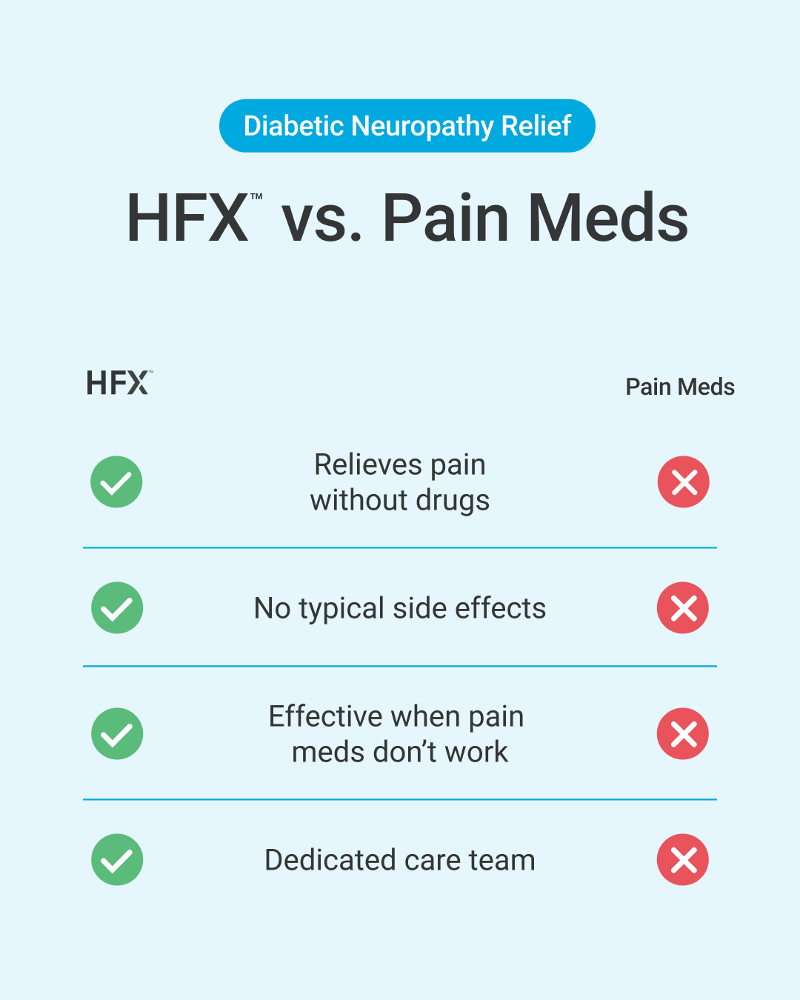 Diabetic Neuropathy Relief
HFX™ vs. Pain Meds
HFX™
Pain Meds
Relieves pain
without drugs
No typical side effects
Effective when pain
meds don’t work
Dedicated care team